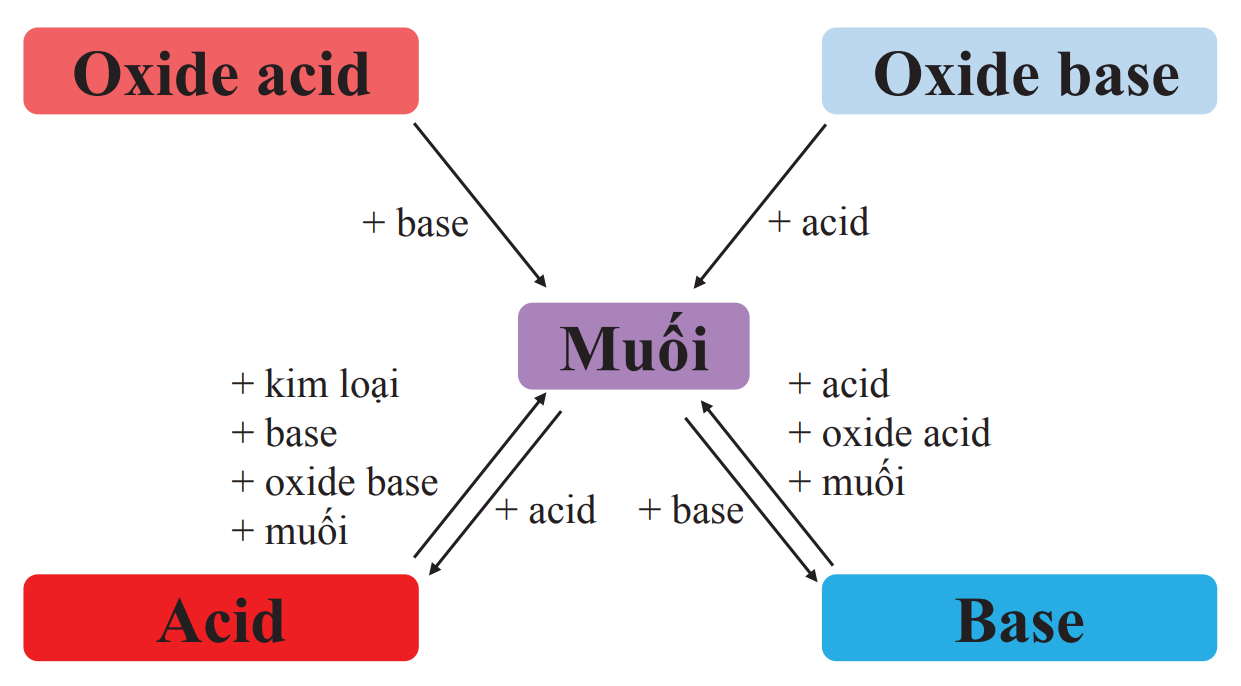 Oxide acid
Oxide base
+ base
+ acid
Muối
+ kim loại
+ base
+ oxide base
+ muối
+ acid
+ base
+ acid
+ oxide acid
+ muối
Acid
Base